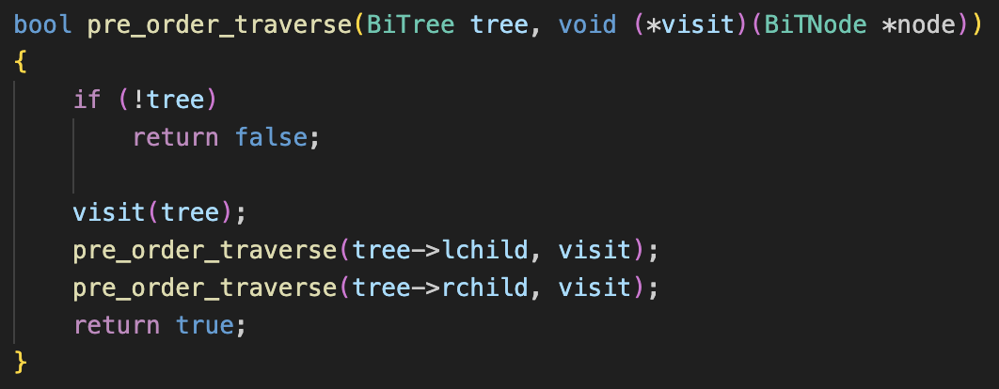 bool pre_order_traverse(BiTree tree, void (*visit)(BiTNode *node))
{
    if (!tree)
        return false;

    visit(tree);
    pre_order_traverse(tree->lchild, visit);
    pre_order_traverse(tree->rchild, visit);
    return true;
}